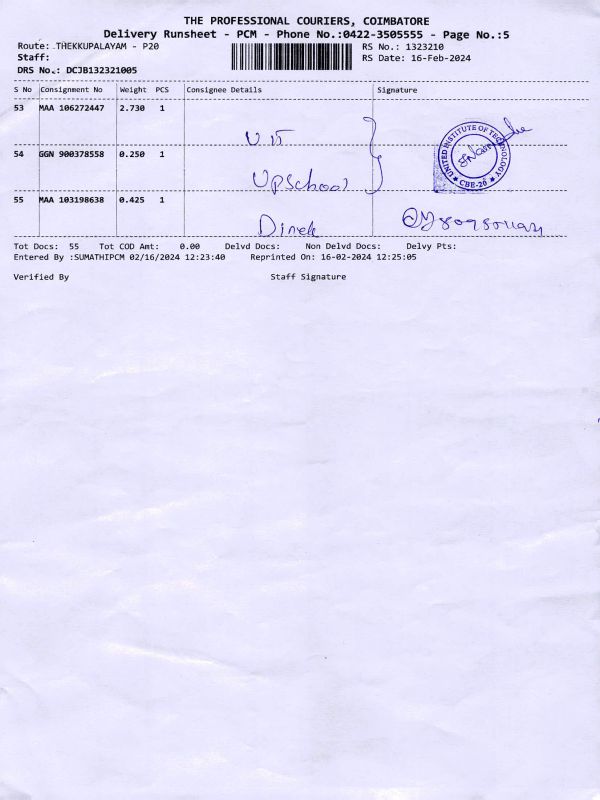 THE PROFESSIONAL COURIERS, COIMBATORE
Delivery Runsheet - PCM - Phone No.:0422-3505555 - Page No.:5
Route: THEKKUPALAYAM - P20
RS No.: 1323210
Staff:
RS Date: 16-Feb-2024
DRS No.: DCJB132321005
S No Consignment No Weight PCS Consignee Details Signature
53 MAA 106272447 2.730 1
UIT
UNITED INSTITUTE OF TECHNOLOGY
★ CBE-20 ★
54 GGN 900378558 0.250 1
UPSchool
55 MAA 103198638 0.425 1
Tot Docs: 55 Tot COD Amt: 0.00 Delvd Docs: Non Delvd Docs: Delvy Pts:
Entered By :SUMATHIPCM 02/16/2024 12:23:40 Reprinted On: 16-02-2024 12:25:05
Verified By Staff Signature